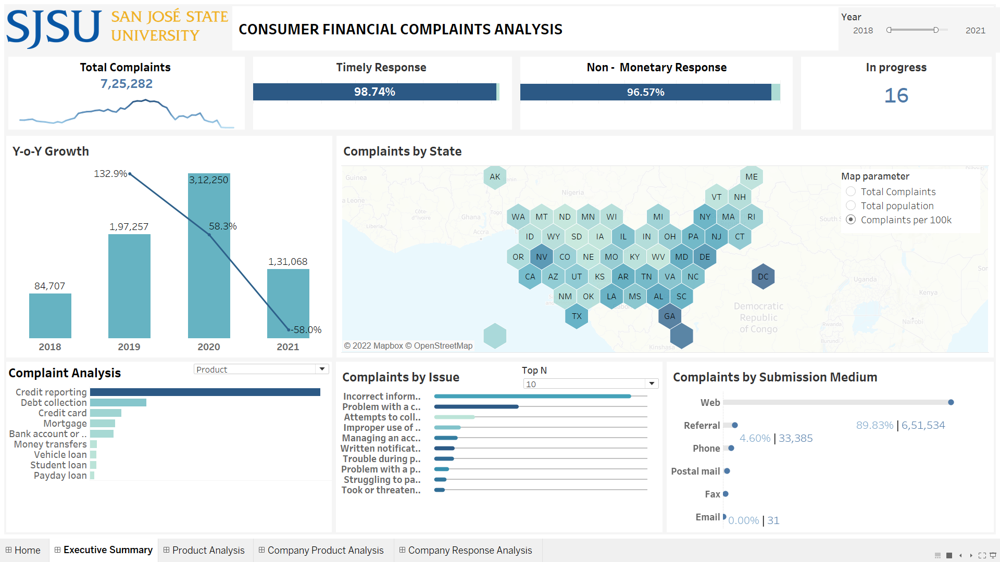 SJSU SAN JOSÉ STATE
UNIVERSITY
CONSUMER FINANCIAL COMPLAINTS ANALYSIS
Year
2018 2021
Total Complaints
7,25,282
Timely Response
98.74%
Non - Monetary Response
96.57%
In progress
16
Y-o-Y Growth
132.9%
3,12,250
58.3%
1,97,257
1,31,068
84,707
-58.0%
2018 2019 2020 2021
Complaints by State
Map parameter
Total Complaints
Total population
Complaints per 100k
AK ME
VT NH
WA MT ND MN WI MI NY MA RI
ID WY SD IA IL IN OH PA NJ CT
OR NV CO NE MO KY WV MD DE
CA AZ UT KS AR TN VA NC DC
NM OK LA MS AL SC
TX GA
Guinea
Nigeria
Côte-
d'Ivoire
Ghana
Togo
Liberia
Accra
a Leone
Djibouti
South S
Uganda
Kenya
Democratic
Republic
of Congo
Rwanda
Burundi
Nairobi
Kinshasa
© 2022 Mapbox © OpenStreetMap
Complaint Analysis
Product
Credit reporting
Debt collection
Credit card
Mortgage
Bank account or ..
Money transfers
Vehicle loan
Student loan
Payday loan
Complaints by Issue
Top N
10
Incorrect inform..
Problem with a c..
Attempts to coll..
Improper use of ..
Managing an acc..
Written notificat..
Trouble during p..
Problem with a p..
Struggling to pa..
Took or threaten..
Complaints by Submission Medium
Web
89.83% | 6,51,534
Referral
4.60% | 33,385
Phone
Postal mail
Fax
Email
0.00% | 31
Home
Executive Summary
Product Analysis
Company Product Analysis
Company Response Analysis